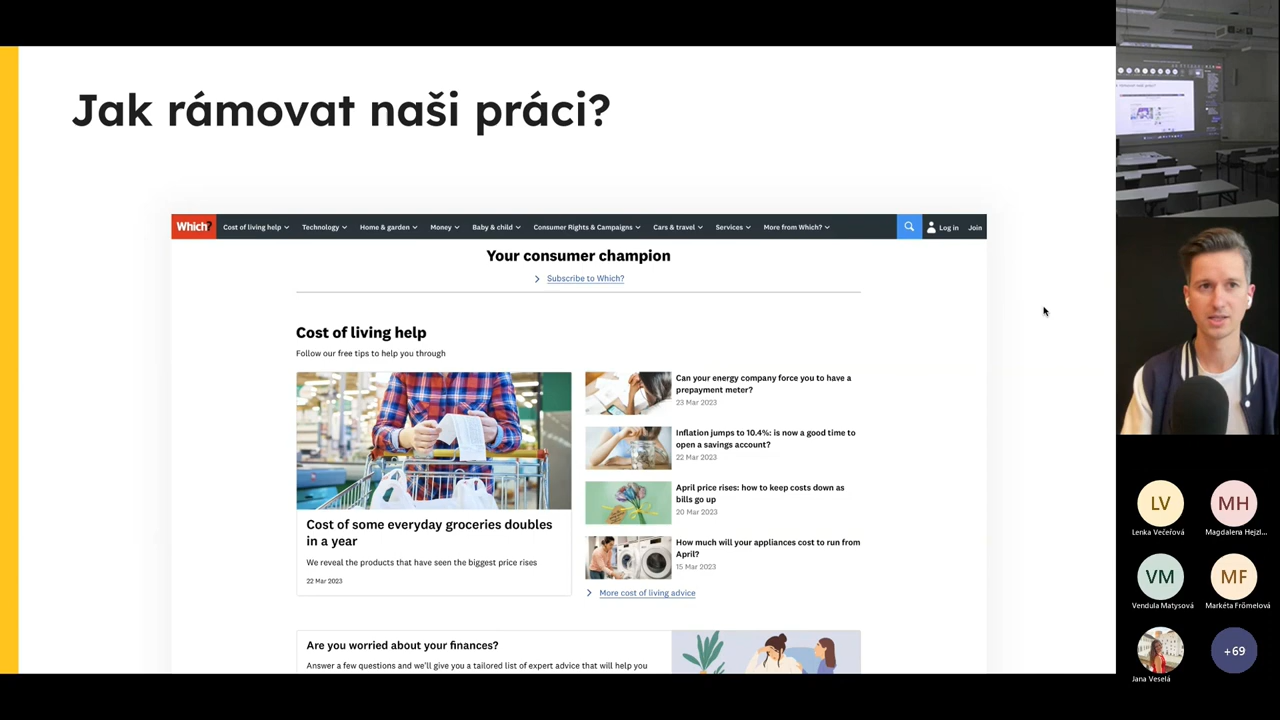 Jak rámovat naši práci?
Which?
Cost of living help
Technology
Home & garden
Money
Baby & child
Consumer Rights & Campaigns
Cars & travel
Services
More from Which?
Log in
Join
Your consumer champion
Subscribe to Which?
Cost of living help
Follow our free tips to help you through
Cost of some everyday groceries doubles
in a year
We reveal the products that have seen the biggest price rises
22 Mar 2023
Can your energy company force you to have a
prepayment meter?
23 Mar 2023
Inflation jumps to 10.4%: is now a good time to
open a savings account?
22 Mar 2023
April price rises: how to keep costs down as
bills go up
20 Mar 2023
How much will your appliances cost to run from
April?
15 Mar 2023
More cost of living advice
Are you worried about your finances?
Answer a few questions and we'll give you a tailored list of expert advice that will help you
LV
Lenka Večeřová
MH
Magdalena Hejzl...
VM
Vendula Matysová
MF
Markéta Frömelová
Jana Veselá
+69